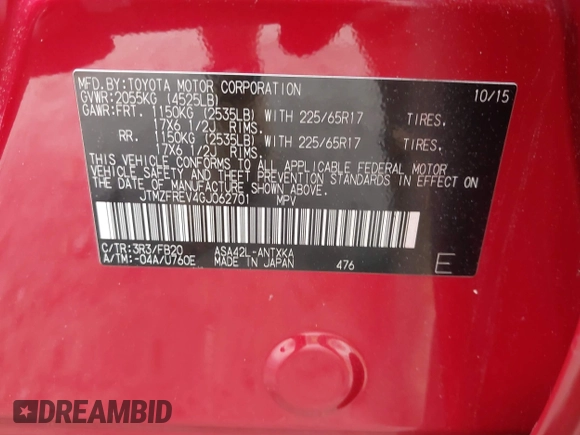 MFD.BY:TOYOTA MOTOR CORPORATION 10/15
GVWR:2055KG (4525LB)
GAWR:FRT. 1150KG (2535LB) WITH 225/65R17 TIRES.
17X6 1/2J RIMS.
RR. 1150KG (2535LB) WITH 225/65R17 TIRES.
17X6 1/2J RIMS.
THIS VEHICLE CONFORMS TO ALL APPLICABLE FEDERAL MOTOR
VEHICLE SAFETY AND THEFT PREVENTION STANDARDS IN EFFECT
ON THE DATE OF MANUFACTURE SHOWN ABOVE.
JTMZFREV4GJ062701 MPV
C/TR:3R3/FB20 ASA42L-ANTXKA
A/TM:-04A/U760E MADE IN JAPAN 476 E
DREAMBID